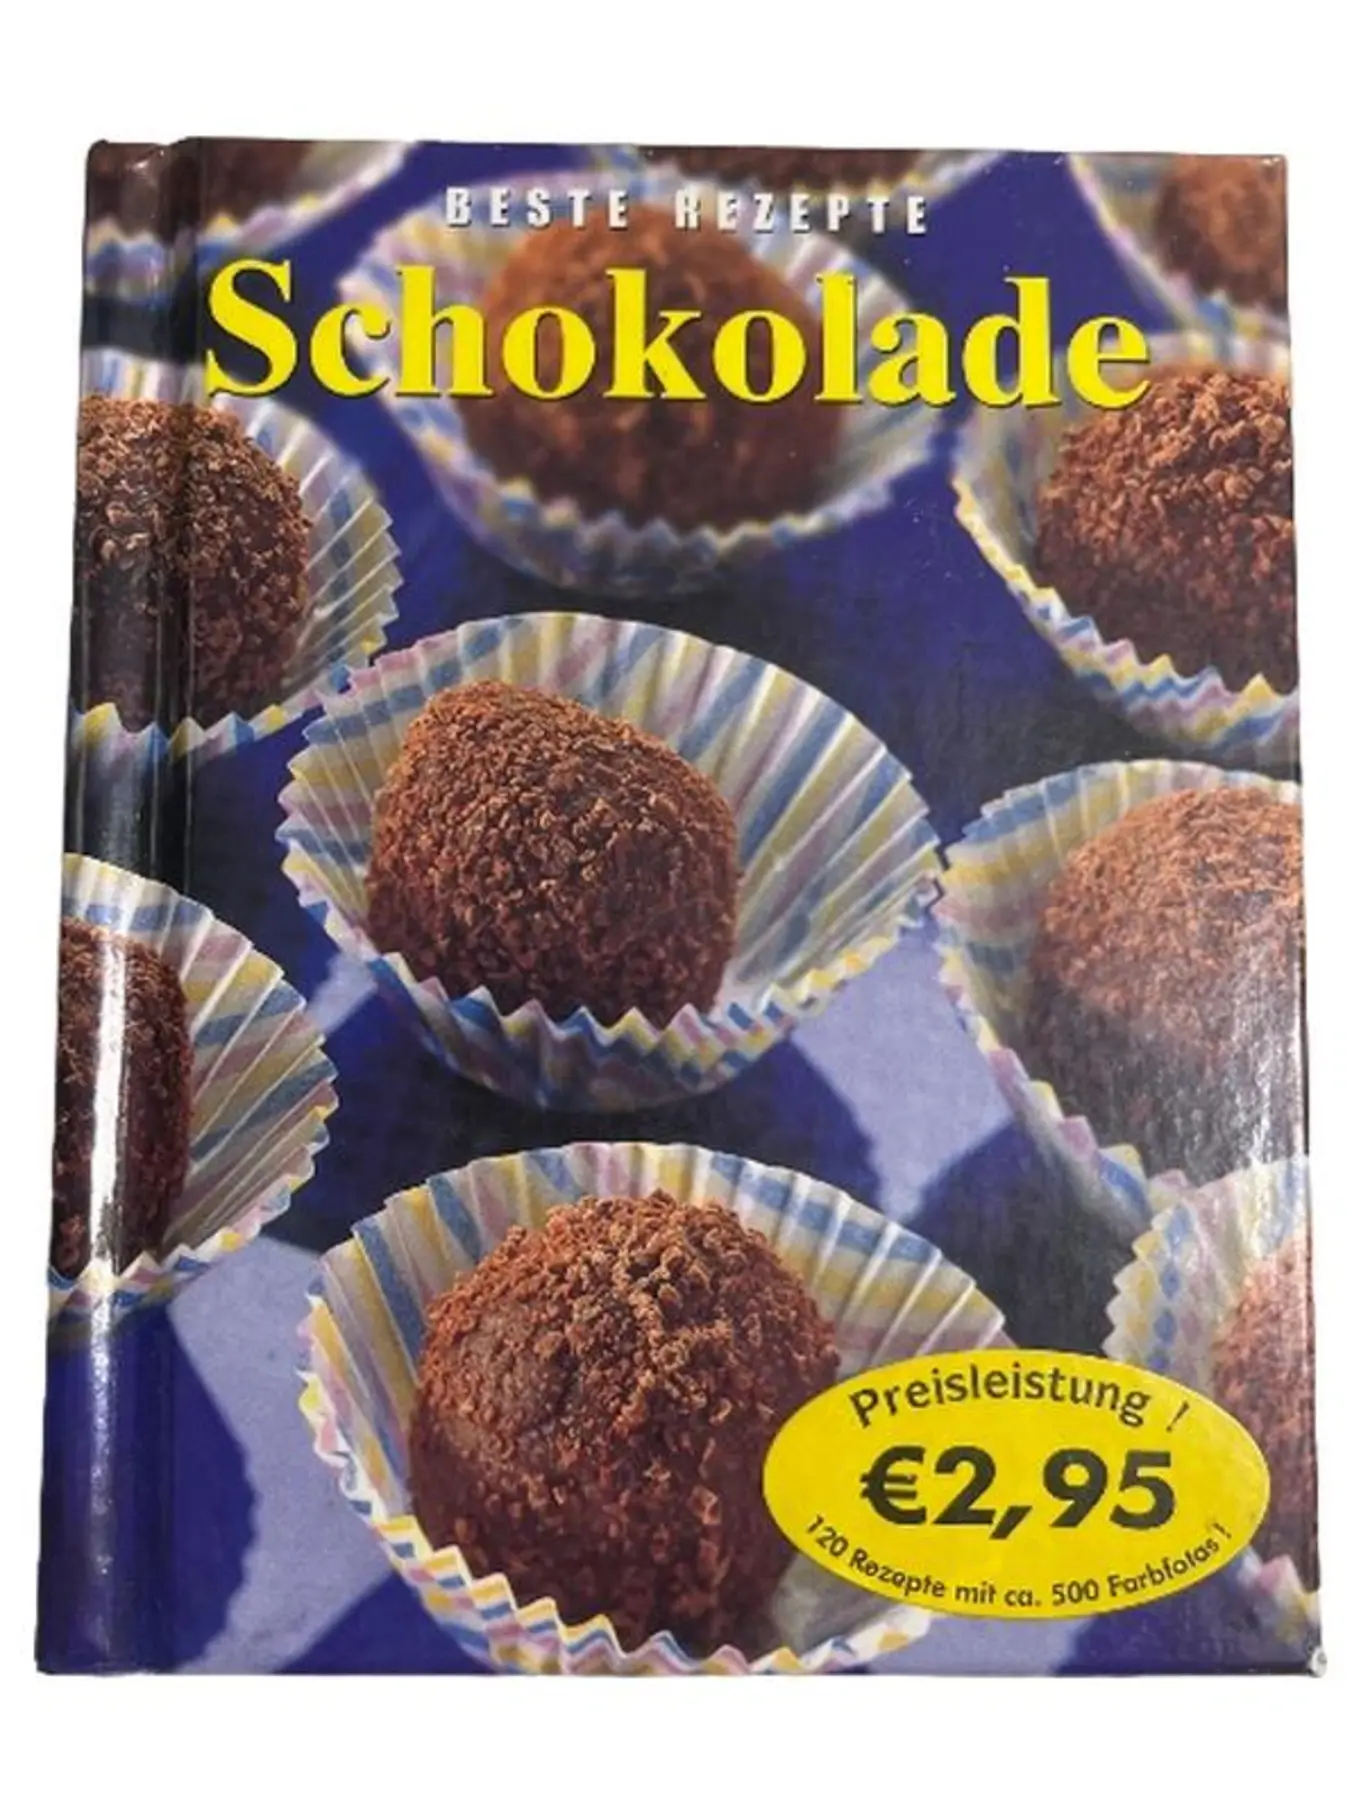 BESTE REZEPTE
Schokolade
Preisleistung !
€2,95
120 Rezepte mit ca. 500 Farbfotos !